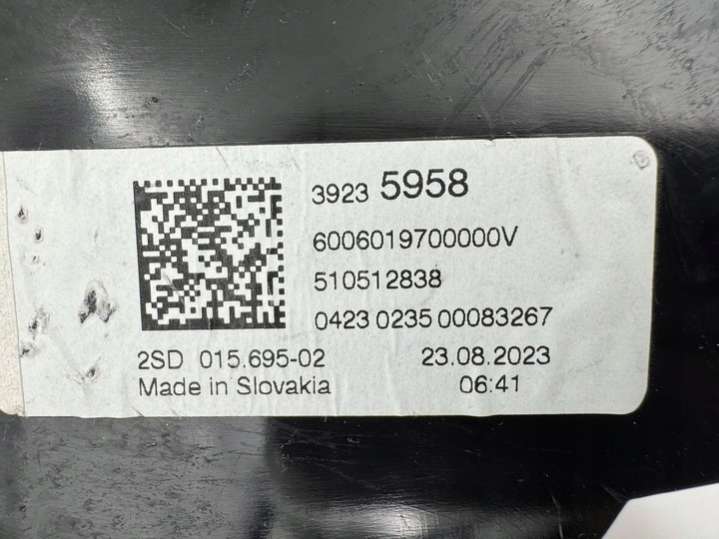 3923 5958
6006019700000V
510512838
0423 0235 00083267
2SD 015.695-02 23.08.2023
Made in Slovakia 06:41